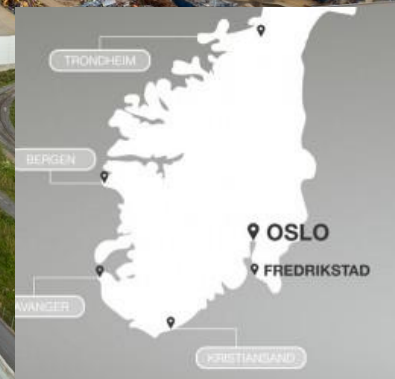 TRONDHEIM
BERGEN
OSLO
FREDRIKSTAD
AVANGER
KRISTIANSAND